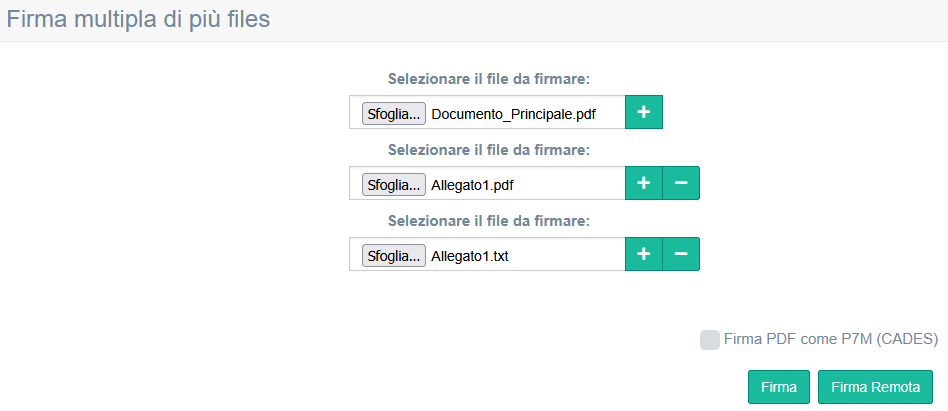 Firma multipla di più files
Selezionare il file da firmare:
Sfoglia... Documento_Principale.pdf +
Selezionare il file da firmare:
Sfoglia... Allegato1.pdf + −
Selezionare il file da firmare:
Sfoglia... Allegato1.txt + −
Firma PDF come P7M (CADES)
Firma Firma Remota